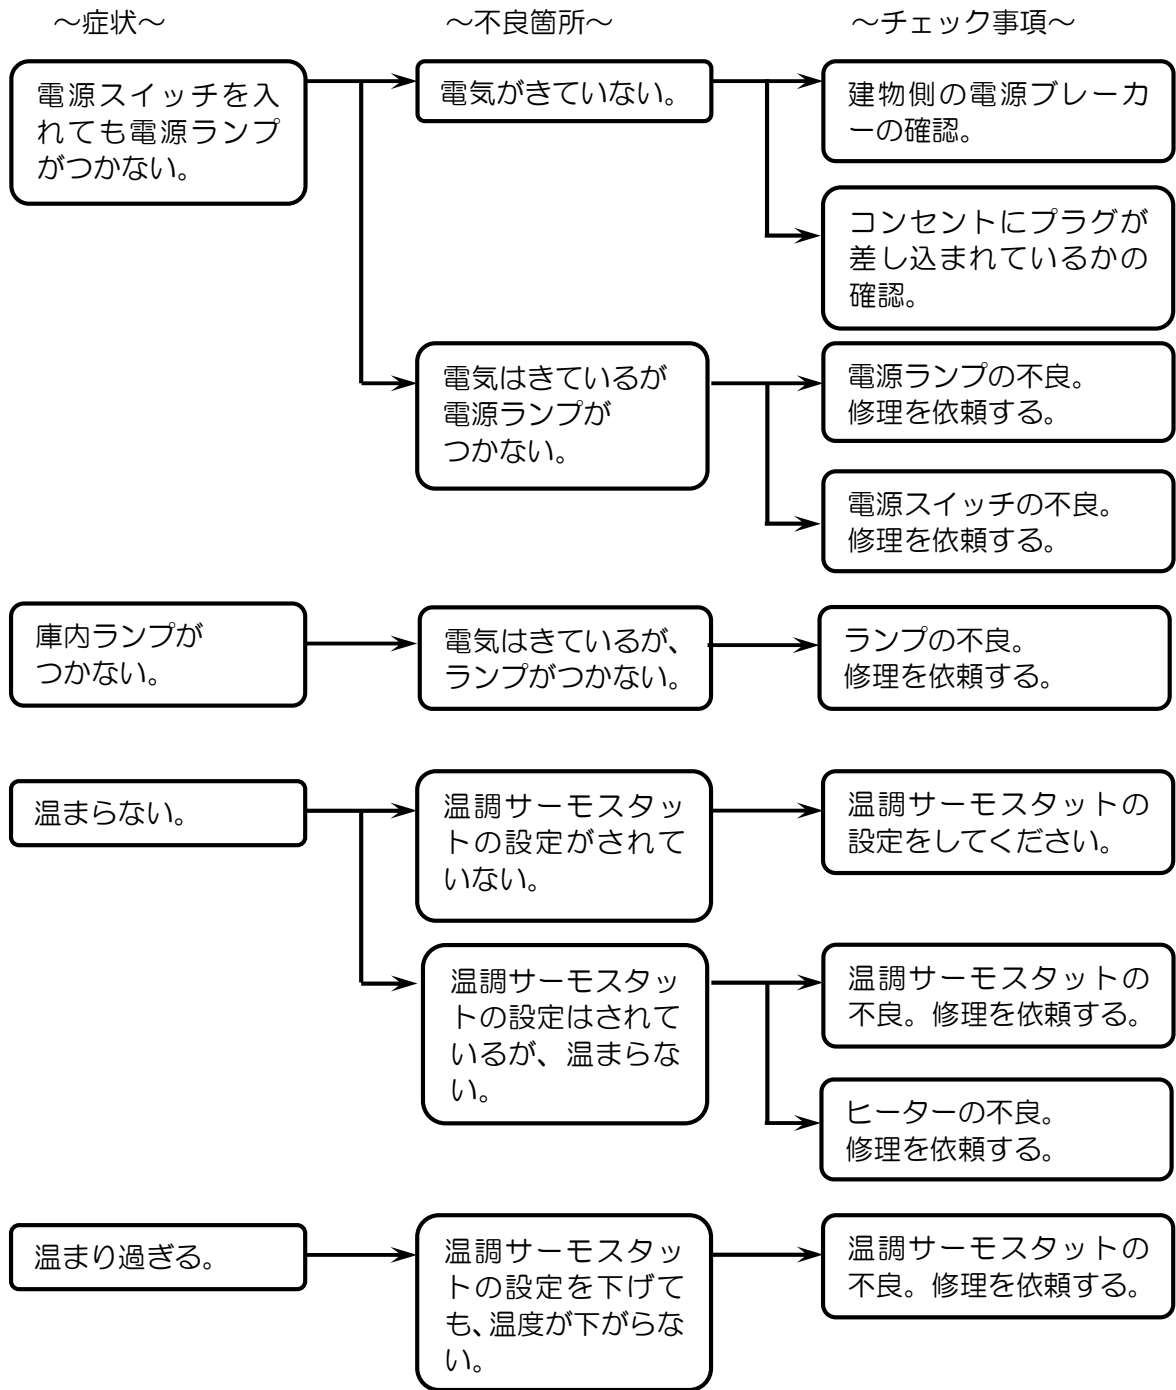 ～症状～
～不良箇所～
～チェック事項～
電源スイッチを入
れても電源ランプ
がつかない。
電気がきていない。
建物側の電源ブレーカ
ーの確認。
コンセントにプラグが
差し込まれているかの
確認。
電気はきているが
電源ランプが
つかない。
電源ランプの不良。
修理を依頼する。
電源スイッチの不良。
修理を依頼する。
庫内ランプが
つかない。
電気はきているが、
ランプがつかない。
ランプの不良。
修理を依頼する。
温まらない。
温調サーモスタッ
トの設定がされて
いない。
温調サーモスタットの
設定をしてください。
温調サーモスタッ
トの設定はされて
いるが、温まらな
い。
温調サーモスタットの
不良。修理を依頼する。
ヒーターの不良。
修理を依頼する。
温まり過ぎる。
温調サーモスタッ
トの設定を下げて
も、温度が下がらな
い。
温調サーモスタットの
不良。修理を依頼する。